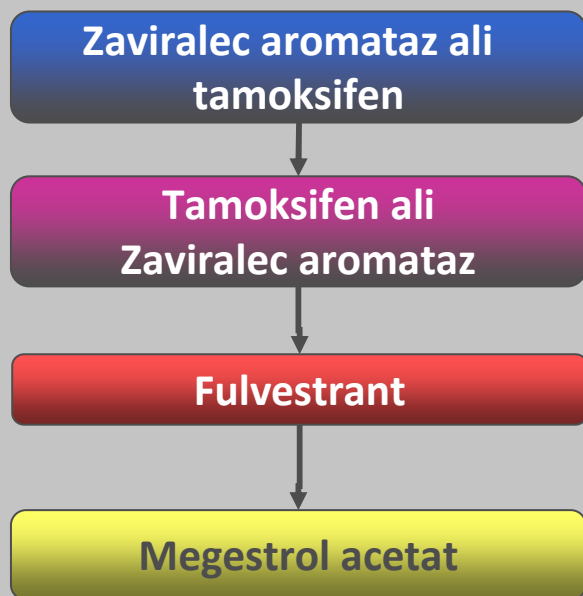 Zaviralec aromataz ali
tamoksifen
Tamoksifen ali
Zaviralec aromataz
Fulvestrant
Megestrol acetat